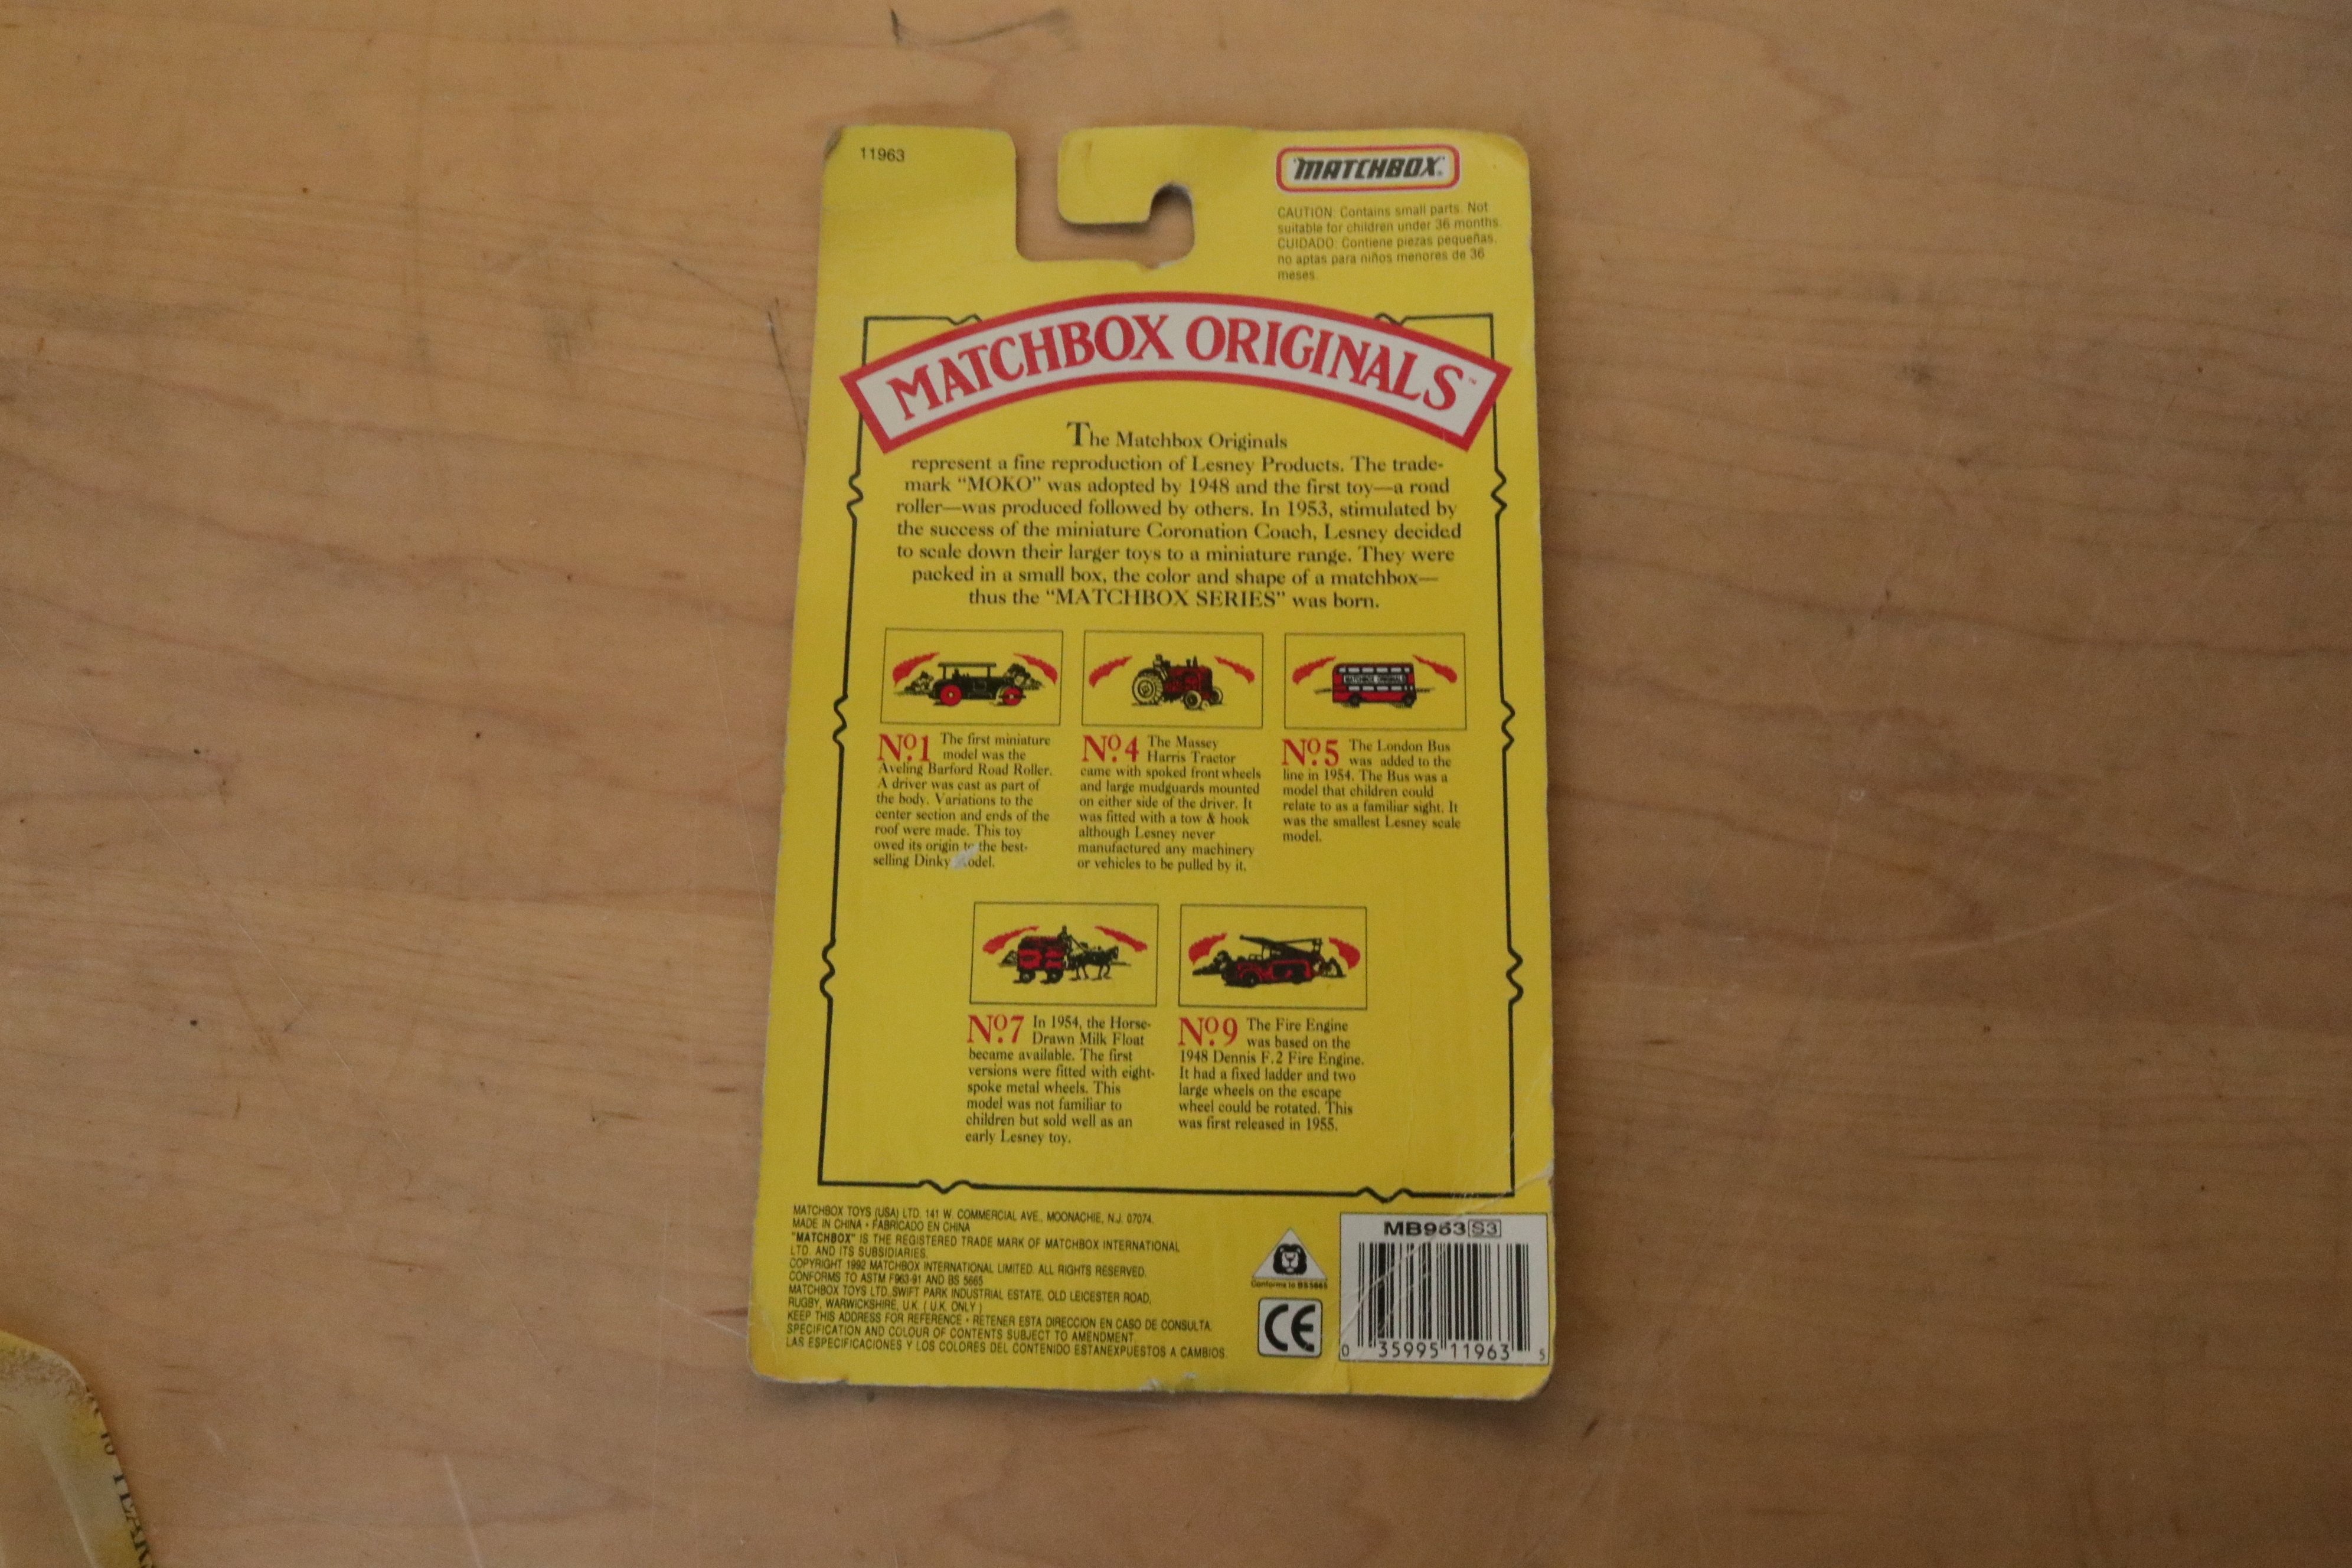 11963
MATCHBOX®
CAUTION: Contains small parts. Not
suitable for children under 36 months.
CUIDADO: Contiene piezas pequeñas,
no aptas para niños menores de 36
meses.
MATCHBOX ORIGINALS™
The Matchbox Originals
represent a fine reproduction of Lesney Products. The trade-
mark “MOKO” was adopted by 1948 and the first toy—a road
roller—was produced followed by others. In 1953, stimulated by
the success of the miniature Coronation Coach, Lesney decided
to scale down their larger toys to a miniature range. They were
packed in a small box, the color and shape of a matchbox—
thus the “MATCHBOX SERIES” was born.
MATCHBOX ORIGINALS
Nº1 The first miniature
model was the
Aveling Barford Road Roller.
A driver was cast as part of
the body. Variations to the
center section and ends of the
roof were made. This toy
owed its origin to the best-
selling Dinky Model.
Nº4 The Massey
Harris Tractor
came with spoked front wheels
and large mudguards mounted
on either side of the driver. It
was fitted with a tow & hook
although Lesney never
manufactured any machinery
or vehicles to be pulled by it.
Nº5 The London Bus
was added to the
line in 1954. The Bus was a
model that children could
relate to as a familiar sight. It
was the smallest Lesney scale
model.
Nº7 In 1954, the Horse-
Drawn Milk Float
became available. The first
versions were fitted with eight-
spoke metal wheels. This
model was not familiar to
children but sold well as an
early Lesney toy.
Nº9 The Fire Engine
was based on the
1948 Dennis F.2 Fire Engine.
It had a fixed ladder and two
large wheels on the escape
wheel could be rotated. This
was first released in 1955.
MATCHBOX TOYS (USA) LTD. 141 W. COMMERCIAL AVE., MOONACHIE, N.J. 07074.
MADE IN CHINA • FABRICADO EN CHINA
"MATCHBOX" IS THE REGISTERED TRADE MARK OF MATCHBOX INTERNATIONAL
LTD. AND ITS SUBSIDIARIES.
COPYRIGHT 1992 MATCHBOX INTERNATIONAL LIMITED. ALL RIGHTS RESERVED.
CONFORMS TO ASTM F963-91 AND BS 5665
MATCHBOX TOYS LTD. SWIFT PARK INDUSTRIAL ESTATE, OLD LEICESTER ROAD,
RUGBY, WARWICKSHIRE, U.K. ( U.K. ONLY )
KEEP THIS ADDRESS FOR REFERENCE • RETENER ESTA DIRECCION EN CASO DE CONSULTA.
SPECIFICATION AND COLOUR OF CONTENTS SUBJECT TO AMENDMENT
LAS ESPECIFICACIONES Y LOS COLORES DEL CONTENIDO ESTANEXPUESTOS A CAMBIOS.
Conforms to BS 5665
CE
MB963 S3
0 35995 11963 5
TO YEARS